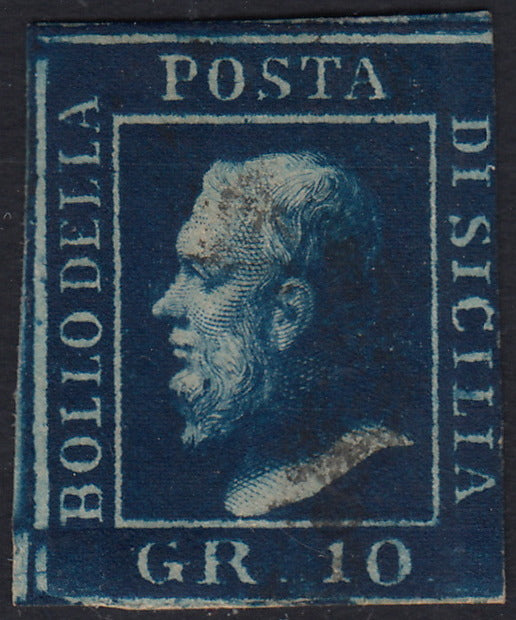 BOLLO DELLA
POSTA
DI SICILIA
GR. 10